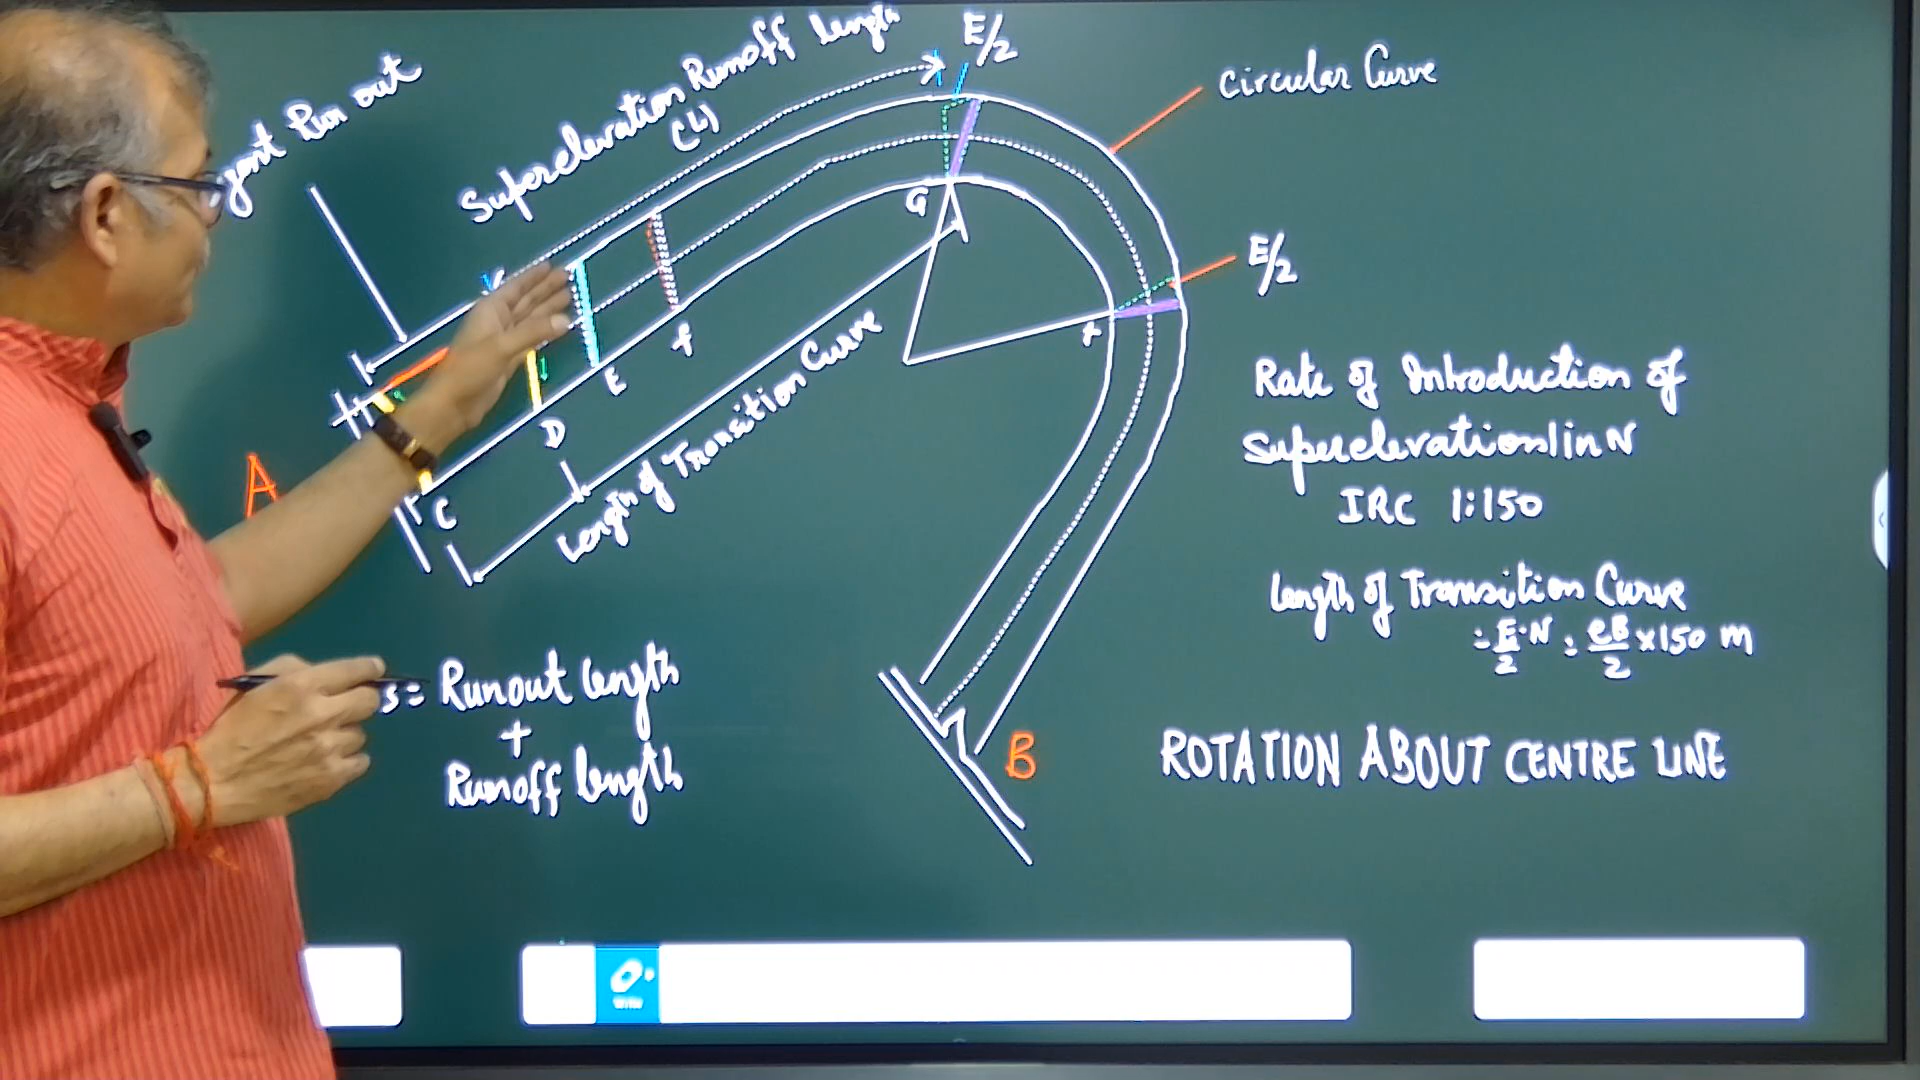 Run out
Superelevation Runoff length
(L)
E/2
Circular Curve
E/2
G
F
E
D
C
A
Length of Transition Curve
Rate of Introduction of
Superelevation 1 in N
IRC 1:150
Length of Transition Curve
= E/2 · N = eB/2 × 150 m
s = Runout length
+
Runoff length
B
ROTATION ABOUT CENTRE LINE